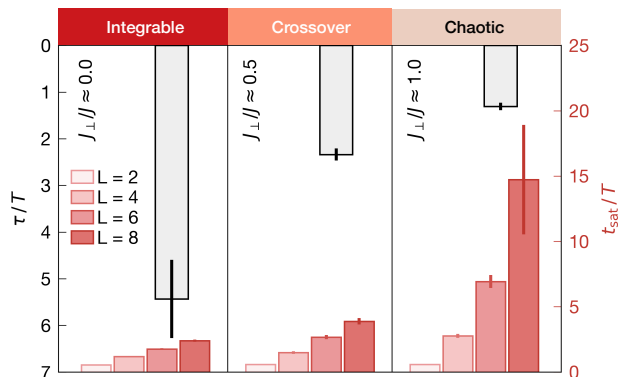 Integrable
Crossover
Chaotic
0
1
2
3
4
5
6
7
τ/T
J⊥/J ≈ 0.0
J⊥/J ≈ 0.5
J⊥/J ≈ 1.0
L = 2
L = 4
L = 6
L = 8
25
20
15
10
5
0
tsat/T